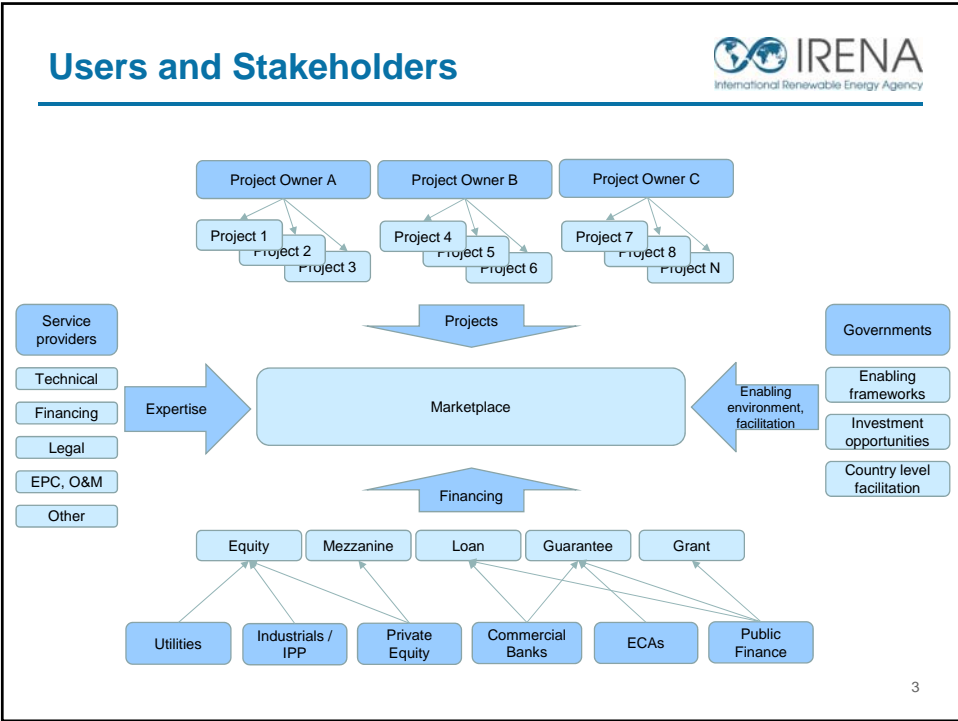 Users and Stakeholders
IRENA
International Renewable Energy Agency
Project Owner A
Project Owner B
Project Owner C
Project 1
Project 2
Project 3
Project 4
Project 5
Project 6
Project 7
Project 8
Project N
Service
providers
Technical
Financing
Legal
EPC, O&M
Other
Expertise
Projects
Marketplace
Financing
Enabling
environment,
facilitation
Governments
Enabling
frameworks
Investment
opportunities
Country level
facilitation
Equity
Mezzanine
Loan
Guarantee
Grant
Utilities
Industrials /
IPP
Private
Equity
Commercial
Banks
ECAs
Public
Finance
3